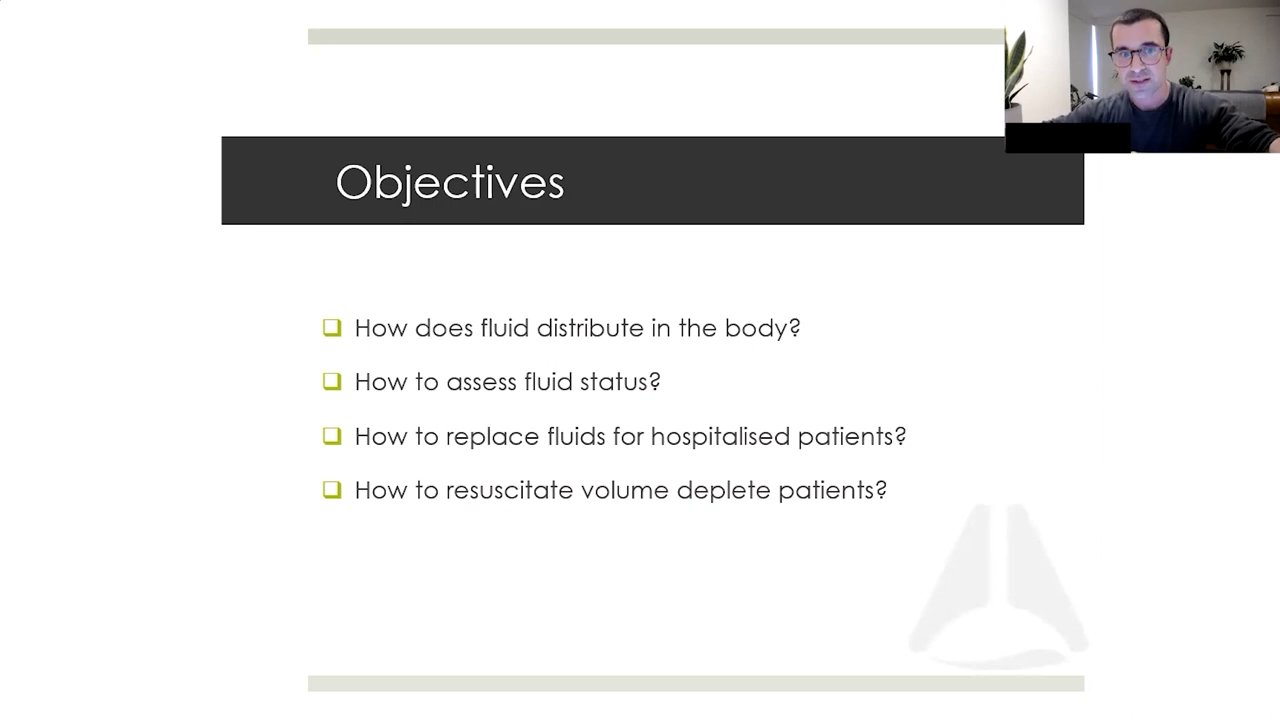 Objectives
How does fluid distribute in the body?
How to assess fluid status?
How to replace fluids for hospitalised patients?
How to resuscitate volume deplete patients?